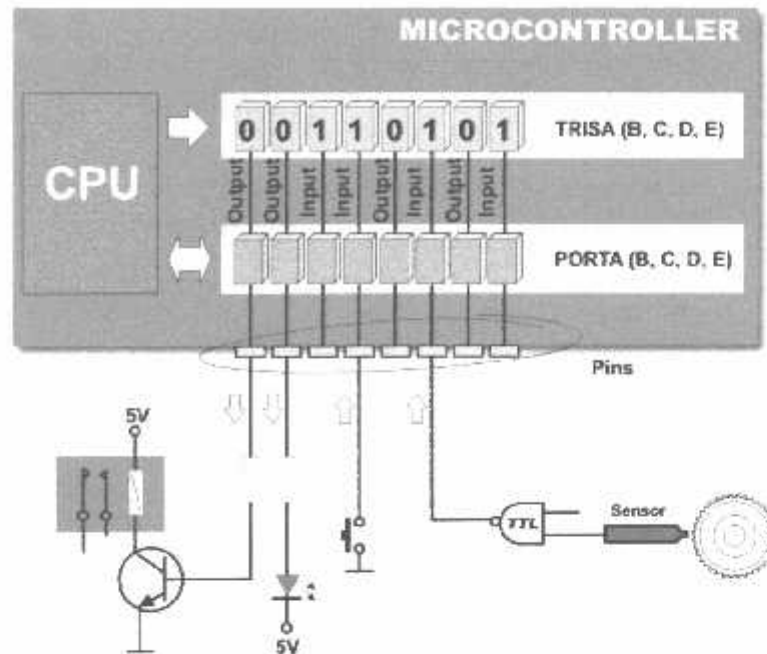 MICROCONTROLLER
CPU
0 0 1 1 0 1 0 1
TRISA (B, C, D, E)
Output Output Input Input Output Input Output Input
PORTA (B, C, D, E)
Pins
5V
Sensor
TTL
5V